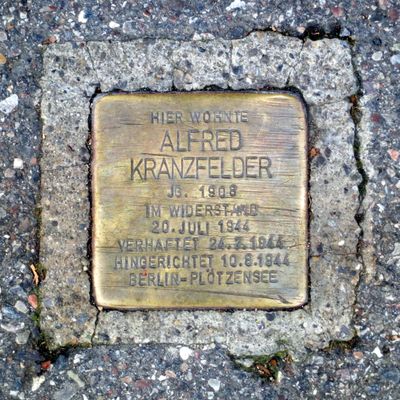 HIER WOHNTE
ALFRED
KRANZFELDER
JG. 1908
IM WIDERSTAND
20. JULI 1944
VERHAFTET 24.7.1944
HINGERICHTET 10.8.1944
BERLIN-PLÖTZENSEE